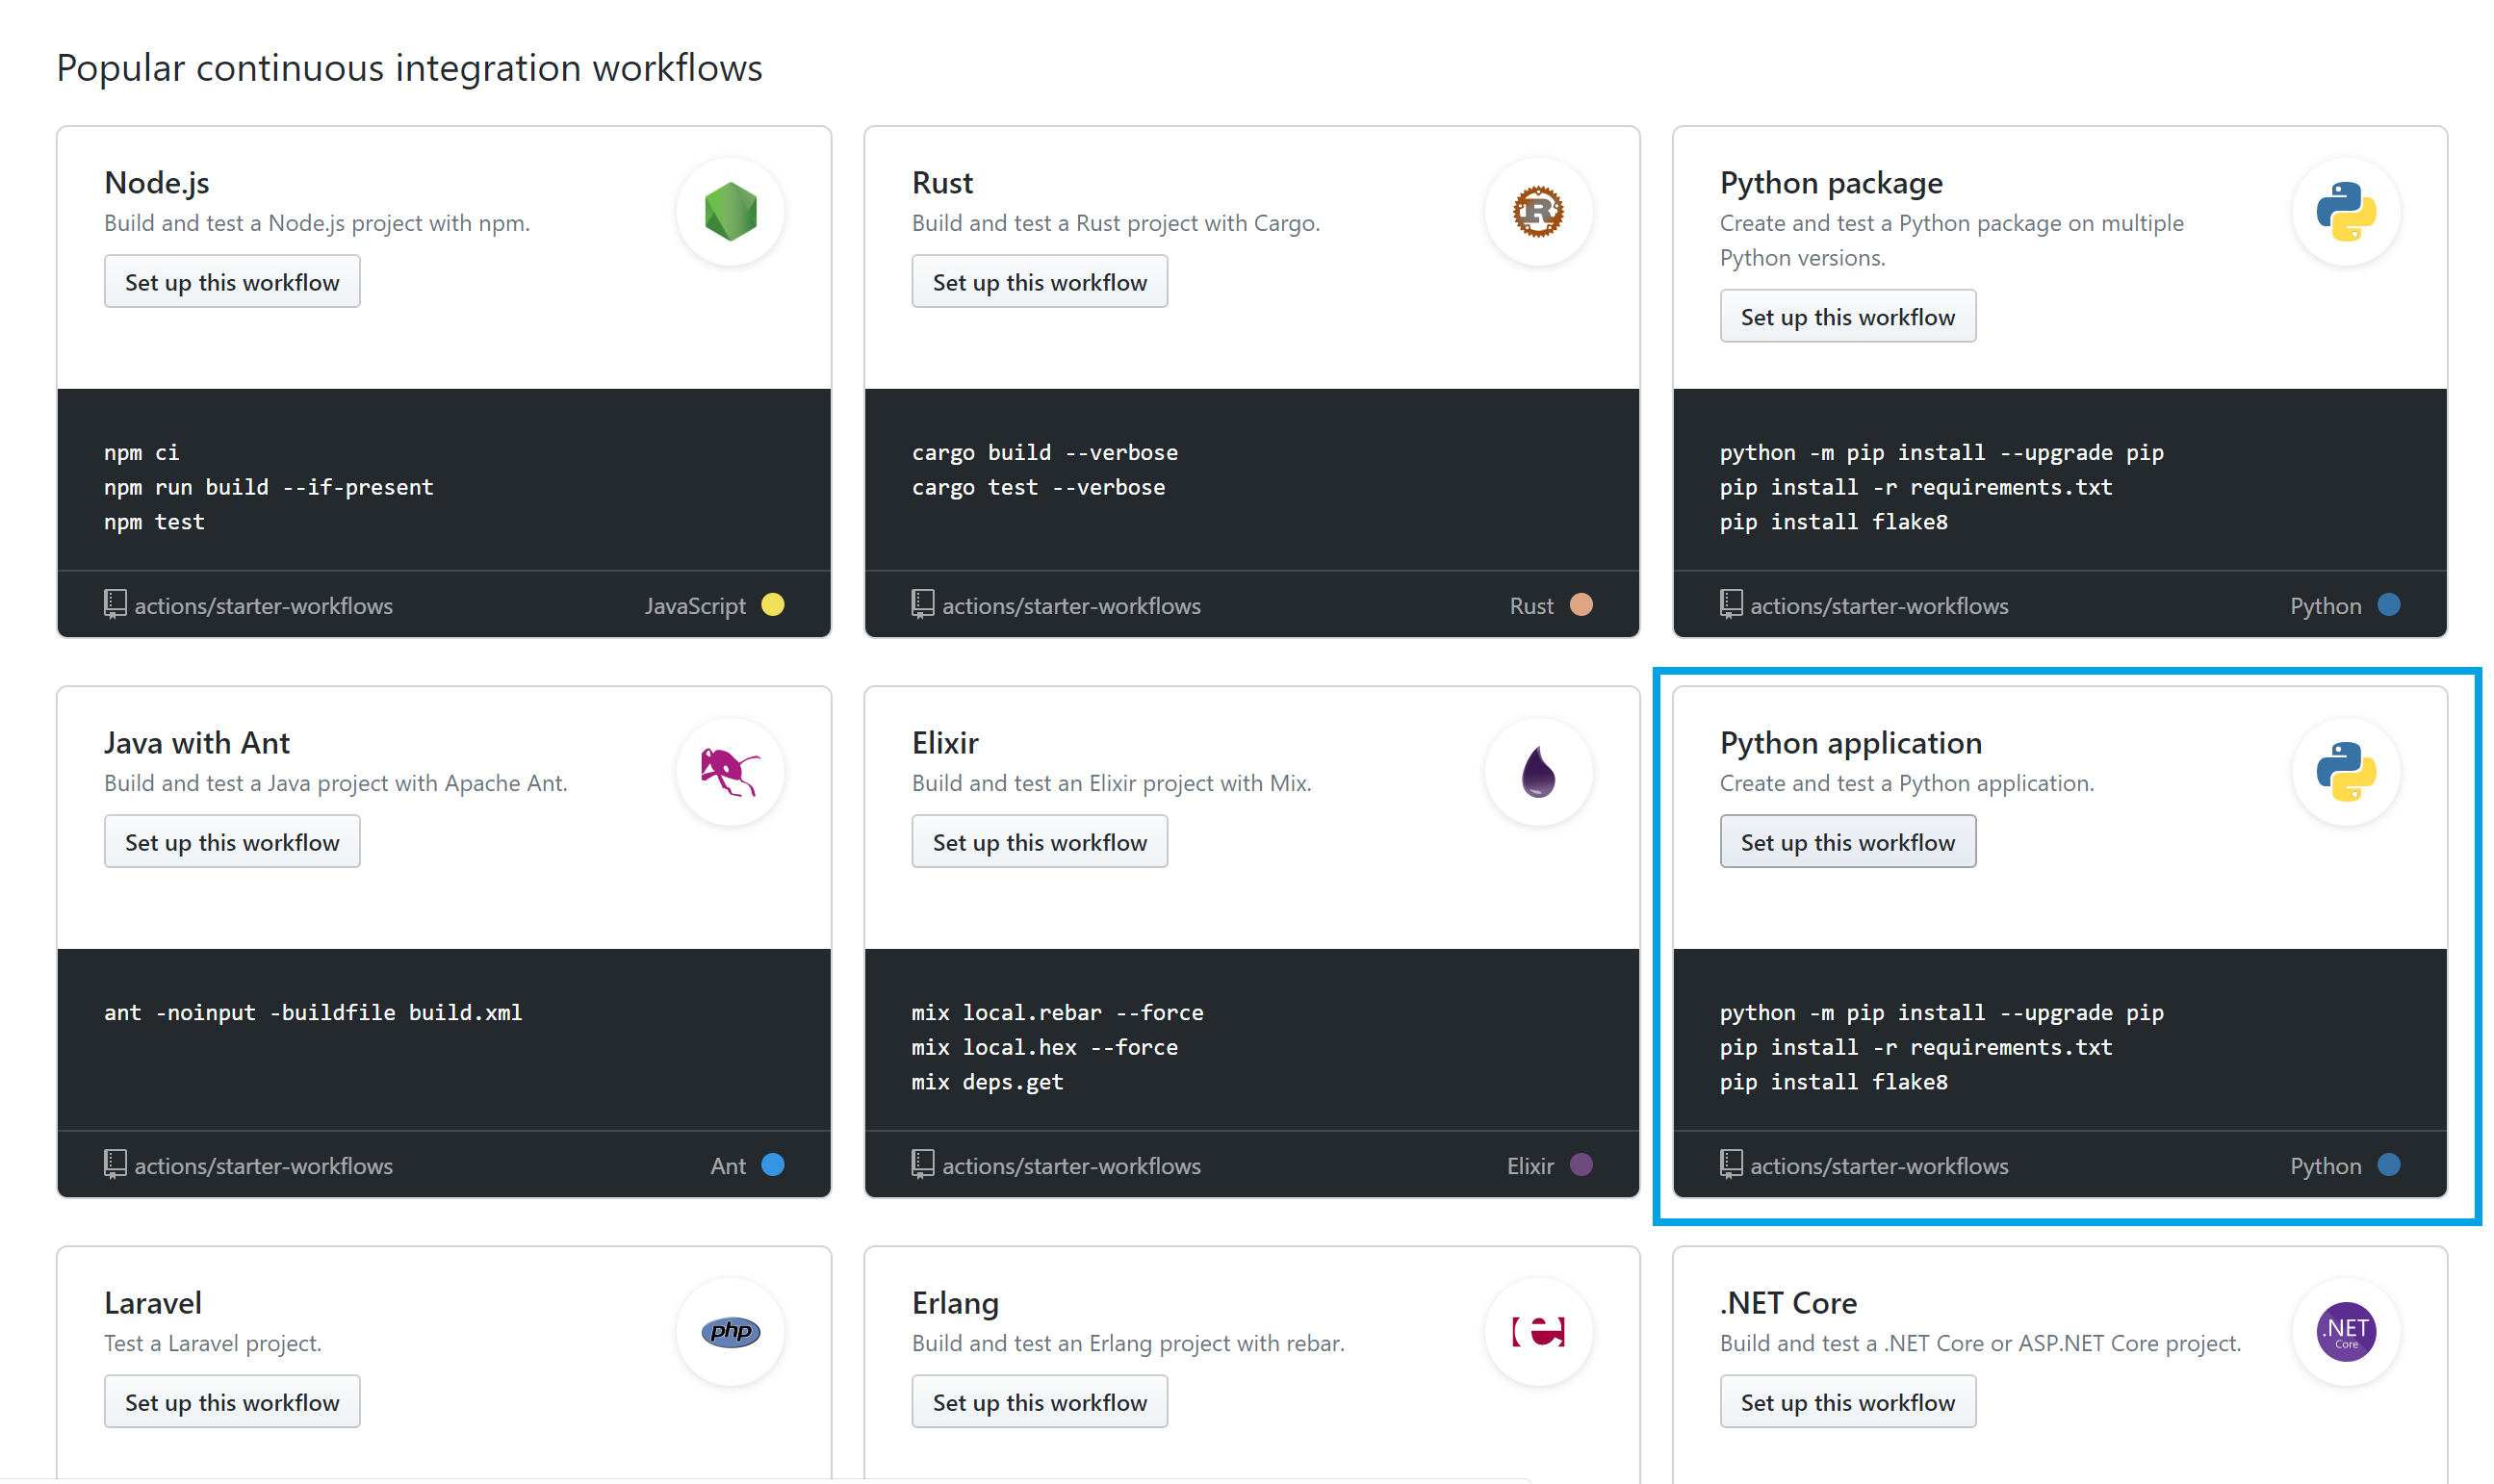 Popular continuous integration workflows
Node.js
Build and test a Node.js project with npm.
Set up this workflow
npm ci
npm run build --if-present
npm test
actions/starter-workflows
JavaScript
Rust
Build and test a Rust project with Cargo.
Set up this workflow
cargo build --verbose
cargo test --verbose
actions/starter-workflows
Rust
Python package
Create and test a Python package on multiple
Python versions.
Set up this workflow
python -m pip install --upgrade pip
pip install -r requirements.txt
pip install flake8
actions/starter-workflows
Python
Java with Ant
Build and test a Java project with Apache Ant.
Set up this workflow
ant -noinput -buildfile build.xml
actions/starter-workflows
Ant
Elixir
Build and test an Elixir project with Mix.
Set up this workflow
mix local.rebar --force
mix local.hex --force
mix deps.get
actions/starter-workflows
Elixir
Python application
Create and test a Python application.
Set up this workflow
python -m pip install --upgrade pip
pip install -r requirements.txt
pip install flake8
actions/starter-workflows
Python
Laravel
Test a Laravel project.
Set up this workflow
php
Erlang
Build and test an Erlang project with rebar.
Set up this workflow
e
.NET Core
Build and test a .NET Core or ASP.NET Core project.
Set up this workflow
.NET
Core